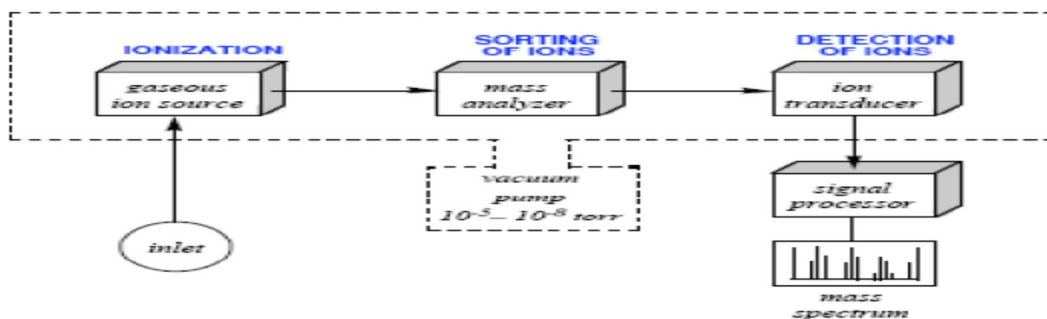 IONIZATION
SORTING
OF IONS
DETECTION
OF IONS
gaseous
ion source
mass
analyzer
ion
transducer
vacuum
pump
10⁻⁵– 10⁻⁸ torr
signal
processor
inlet
mass
spectrum